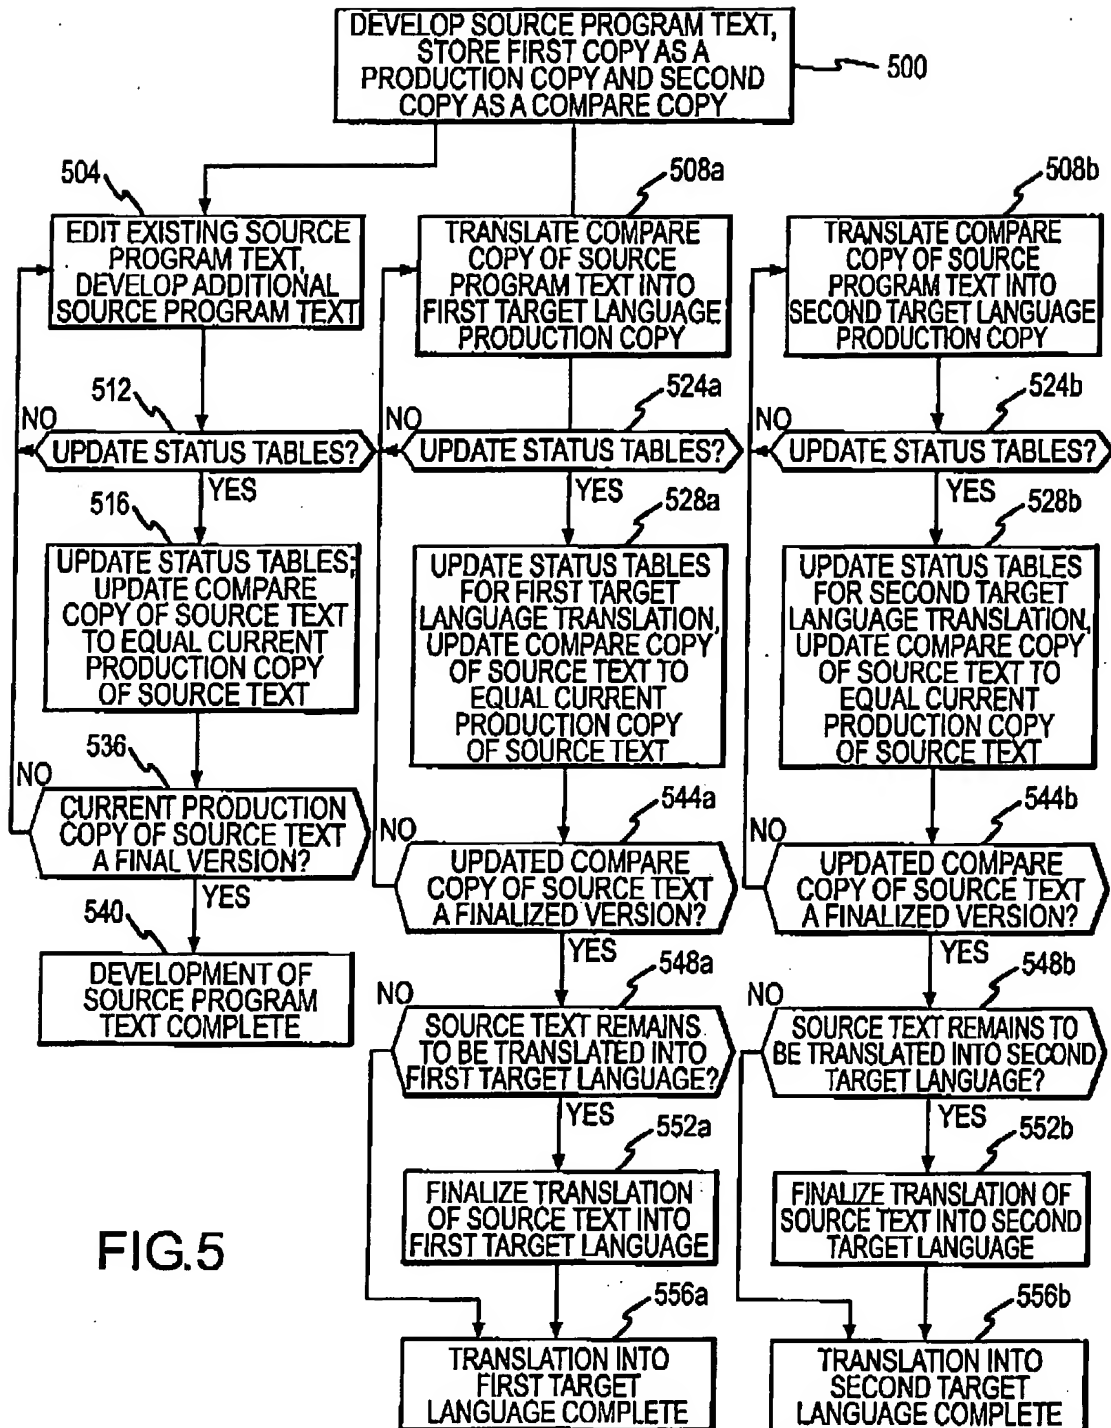 DEVELOP SOURCE PROGRAM TEXT,
STORE FIRST COPY AS A
PRODUCTION COPY AND SECOND
COPY AS A COMPARE COPY
500
504
EDIT EXISTING SOURCE
PROGRAM TEXT,
DEVELOP ADDITIONAL
SOURCE PROGRAM TEXT
512
NO
UPDATE STATUS TABLES?
YES
516
UPDATE STATUS TABLES;
UPDATE COMPARE
COPY OF SOURCE TEXT
TO EQUAL CURRENT
PRODUCTION COPY
OF SOURCE TEXT
536
NO
CURRENT PRODUCTION
COPY OF SOURCE TEXT
A FINAL VERSION?
YES
540
DEVELOPMENT OF
SOURCE PROGRAM
TEXT COMPLETE
508a
TRANSLATE COMPARE
COPY OF SOURCE
PROGRAM TEXT INTO
FIRST TARGET LANGUAGE
PRODUCTION COPY
524a
NO
UPDATE STATUS TABLES?
YES
528a
UPDATE STATUS TABLES
FOR FIRST TARGET
LANGUAGE TRANSLATION,
UPDATE COMPARE COPY
OF SOURCE TEXT TO
EQUAL CURRENT
PRODUCTION COPY
OF SOURCE TEXT
544a
NO
UPDATED COMPARE
COPY OF SOURCE TEXT
A FINALIZED VERSION?
YES
548a
NO
SOURCE TEXT REMAINS
TO BE TRANSLATED INTO
FIRST TARGET LANGUAGE?
YES
552a
FINALIZE TRANSLATION
OF SOURCE TEXT INTO
FIRST TARGET LANGUAGE
556a
TRANSLATION INTO
FIRST TARGET
LANGUAGE COMPLETE
508b
TRANSLATE COMPARE
COPY OF SOURCE
PROGRAM TEXT INTO
SECOND TARGET LANGUAGE
PRODUCTION COPY
524b
NO
UPDATE STATUS TABLES?
YES
528b
UPDATE STATUS TABLES
FOR SECOND TARGET
LANGUAGE TRANSLATION,
UPDATE COMPARE COPY
OF SOURCE TEXT TO
EQUAL CURRENT
PRODUCTION COPY
OF SOURCE TEXT
544b
NO
UPDATED COMPARE
COPY OF SOURCE TEXT
A FINALIZED VERSION?
YES
548b
NO
SOURCE TEXT REMAINS TO
BE TRANSLATED INTO SECOND
TARGET LANGUAGE?
YES
552b
FINALIZE TRANSLATION OF
SOURCE TEXT INTO SECOND
TARGET LANGUAGE
556b
TRANSLATION INTO
SECOND TARGET
LANGUAGE COMPLETE
FIG.5